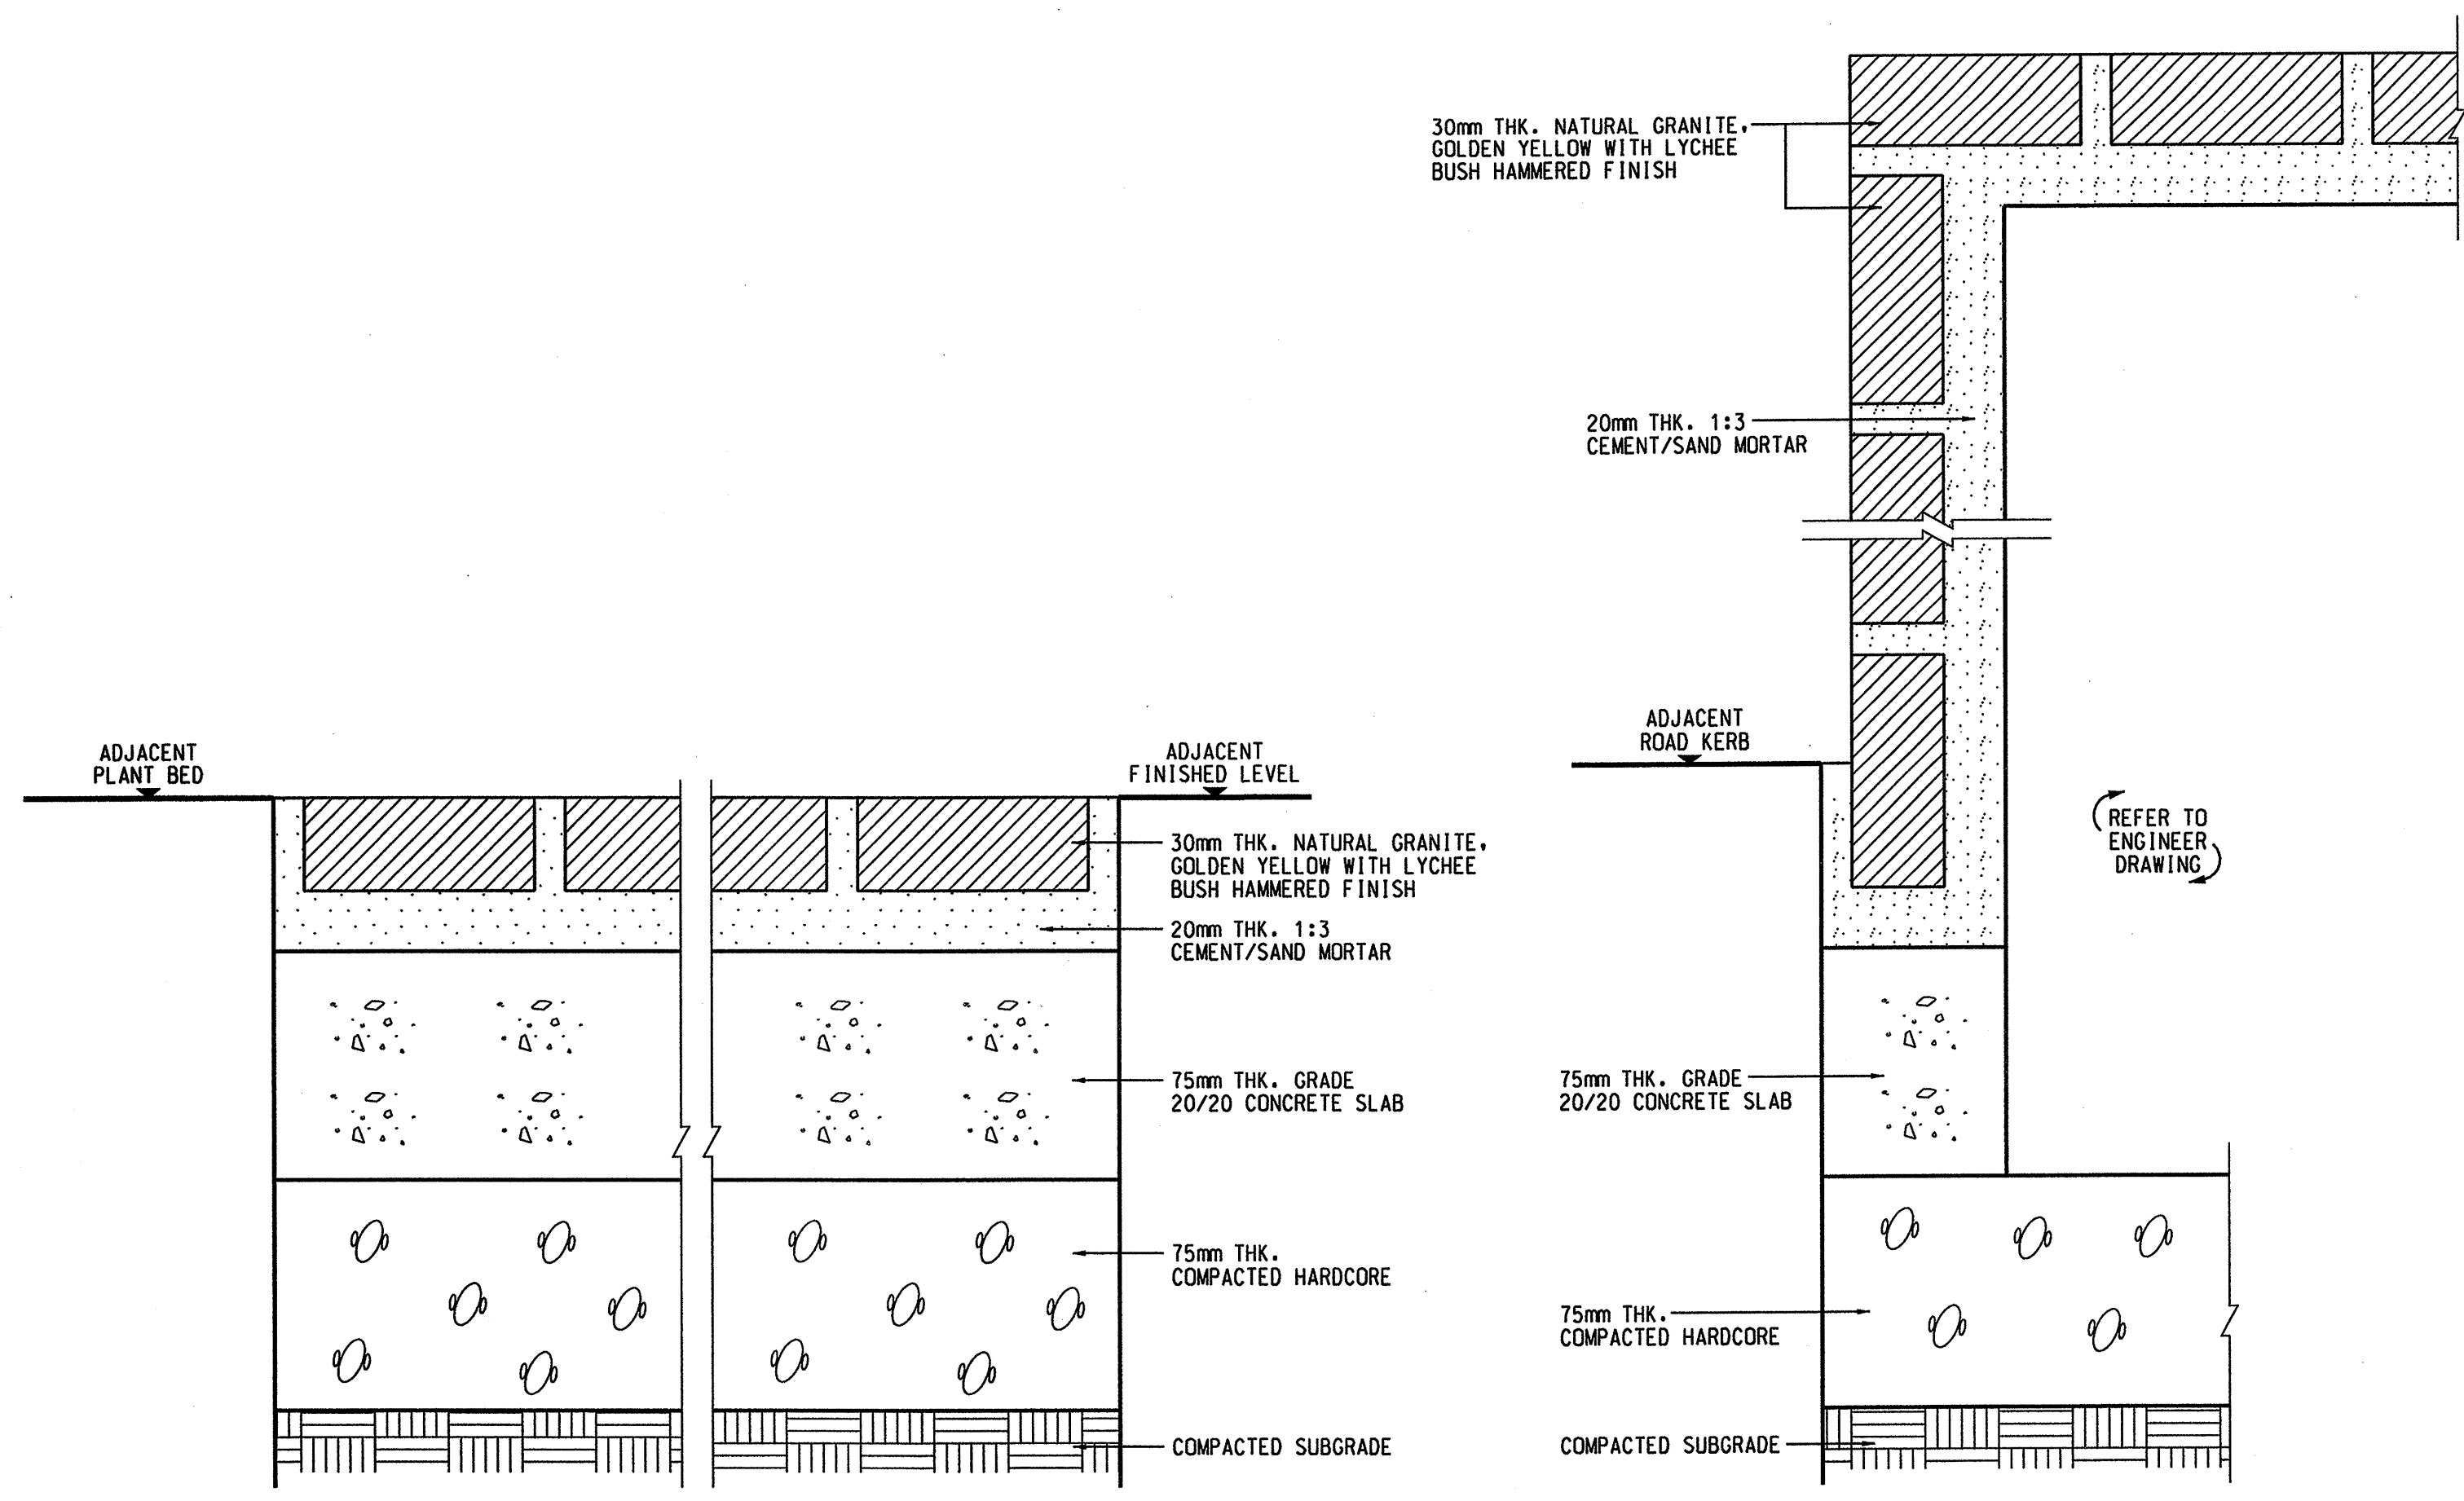 ADJACENT
PLANT BED
ADJACENT
FINISHED LEVEL
30mm THK. NATURAL GRANITE,
GOLDEN YELLOW WITH LYCHEE
BUSH HAMMERED FINISH
20mm THK. 1:3
CEMENT/SAND MORTAR
75mm THK. GRADE
20/20 CONCRETE SLAB
75mm THK.
COMPACTED HARDCORE
COMPACTED SUBGRADE
30mm THK. NATURAL GRANITE,
GOLDEN YELLOW WITH LYCHEE
BUSH HAMMERED FINISH
20mm THK. 1:3
CEMENT/SAND MORTAR
ADJACENT
ROAD KERB
REFER TO
ENGINEER
DRAWING
75mm THK. GRADE
20/20 CONCRETE SLAB
75mm THK.
COMPACTED HARDCORE
COMPACTED SUBGRADE